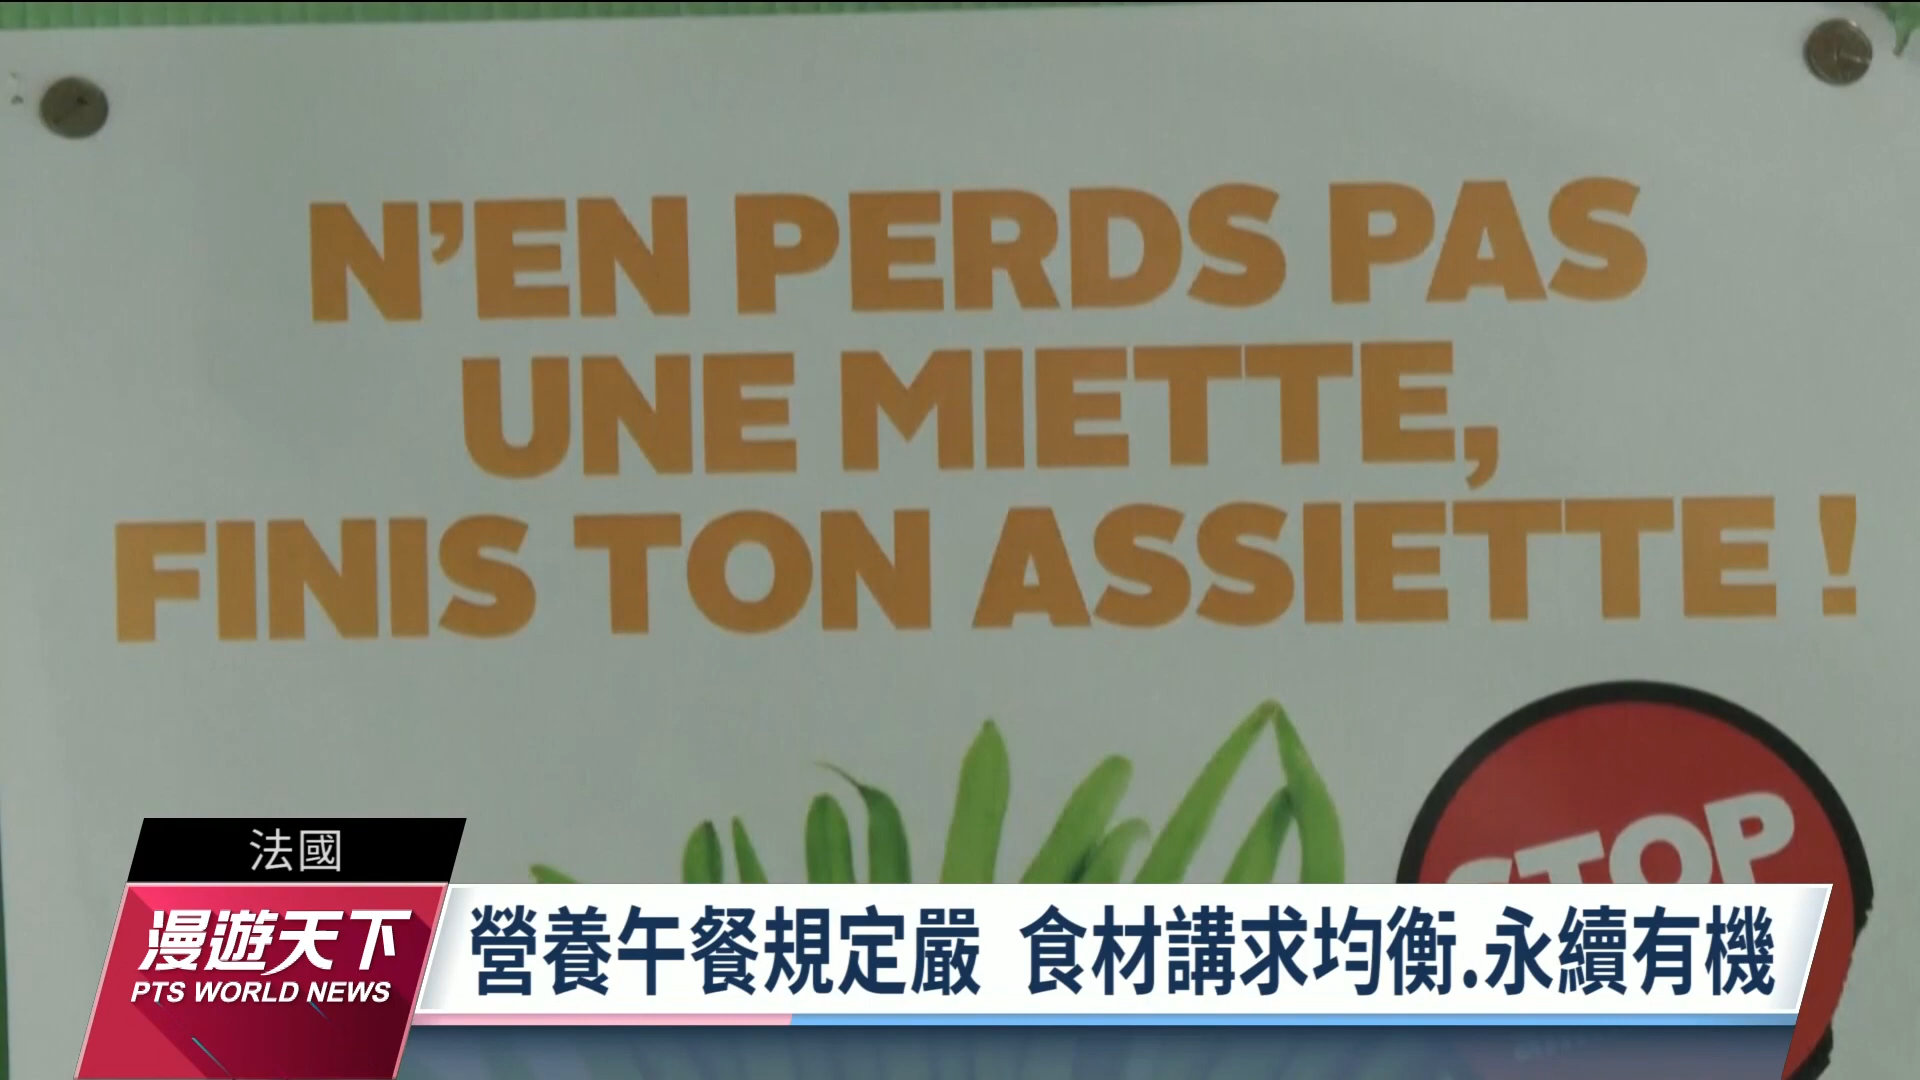 N'EN PERDS PAS
UNE MIETTE,
FINIS TON ASSIETTE !
STOP
法國
漫遊天下
PTS WORLD NEWS
營養午餐規定嚴 食材講求均衡.永續有機